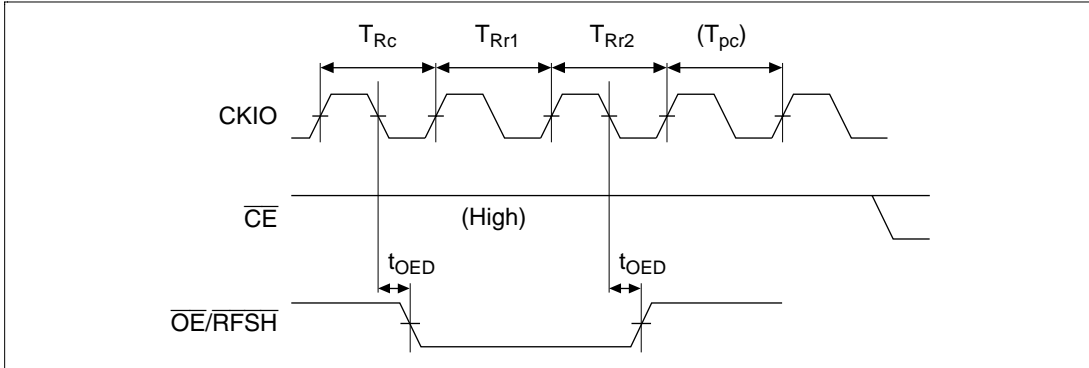 TRc TRr1 TRr2 (Tpc)
CKIO
CE (High)
tOED tOED
OE/RFSH